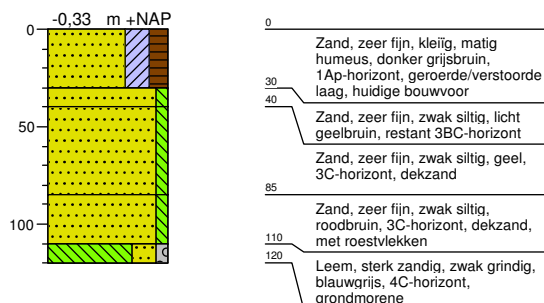 -0,33 m +NAP
0
50
100
0
Zand, zeer fijn, kleiïg, matig
humeus, donker grijsbruin,
1Ap-horizont, geroerde/verstoorde
laag, huidige bouwvoor
30
40
Zand, zeer fijn, zwak siltig, licht
geelbruin, restant 3BC-horizont
Zand, zeer fijn, zwak siltig, geel,
3C-horizont, dekzand
85
Zand, zeer fijn, zwak siltig,
roodbruin, 3C-horizont, dekzand,
met roestvlekken
110
120
Leem, sterk zandig, zwak grindig,
blauwgrijs, 4C-horizont,
grondmorene